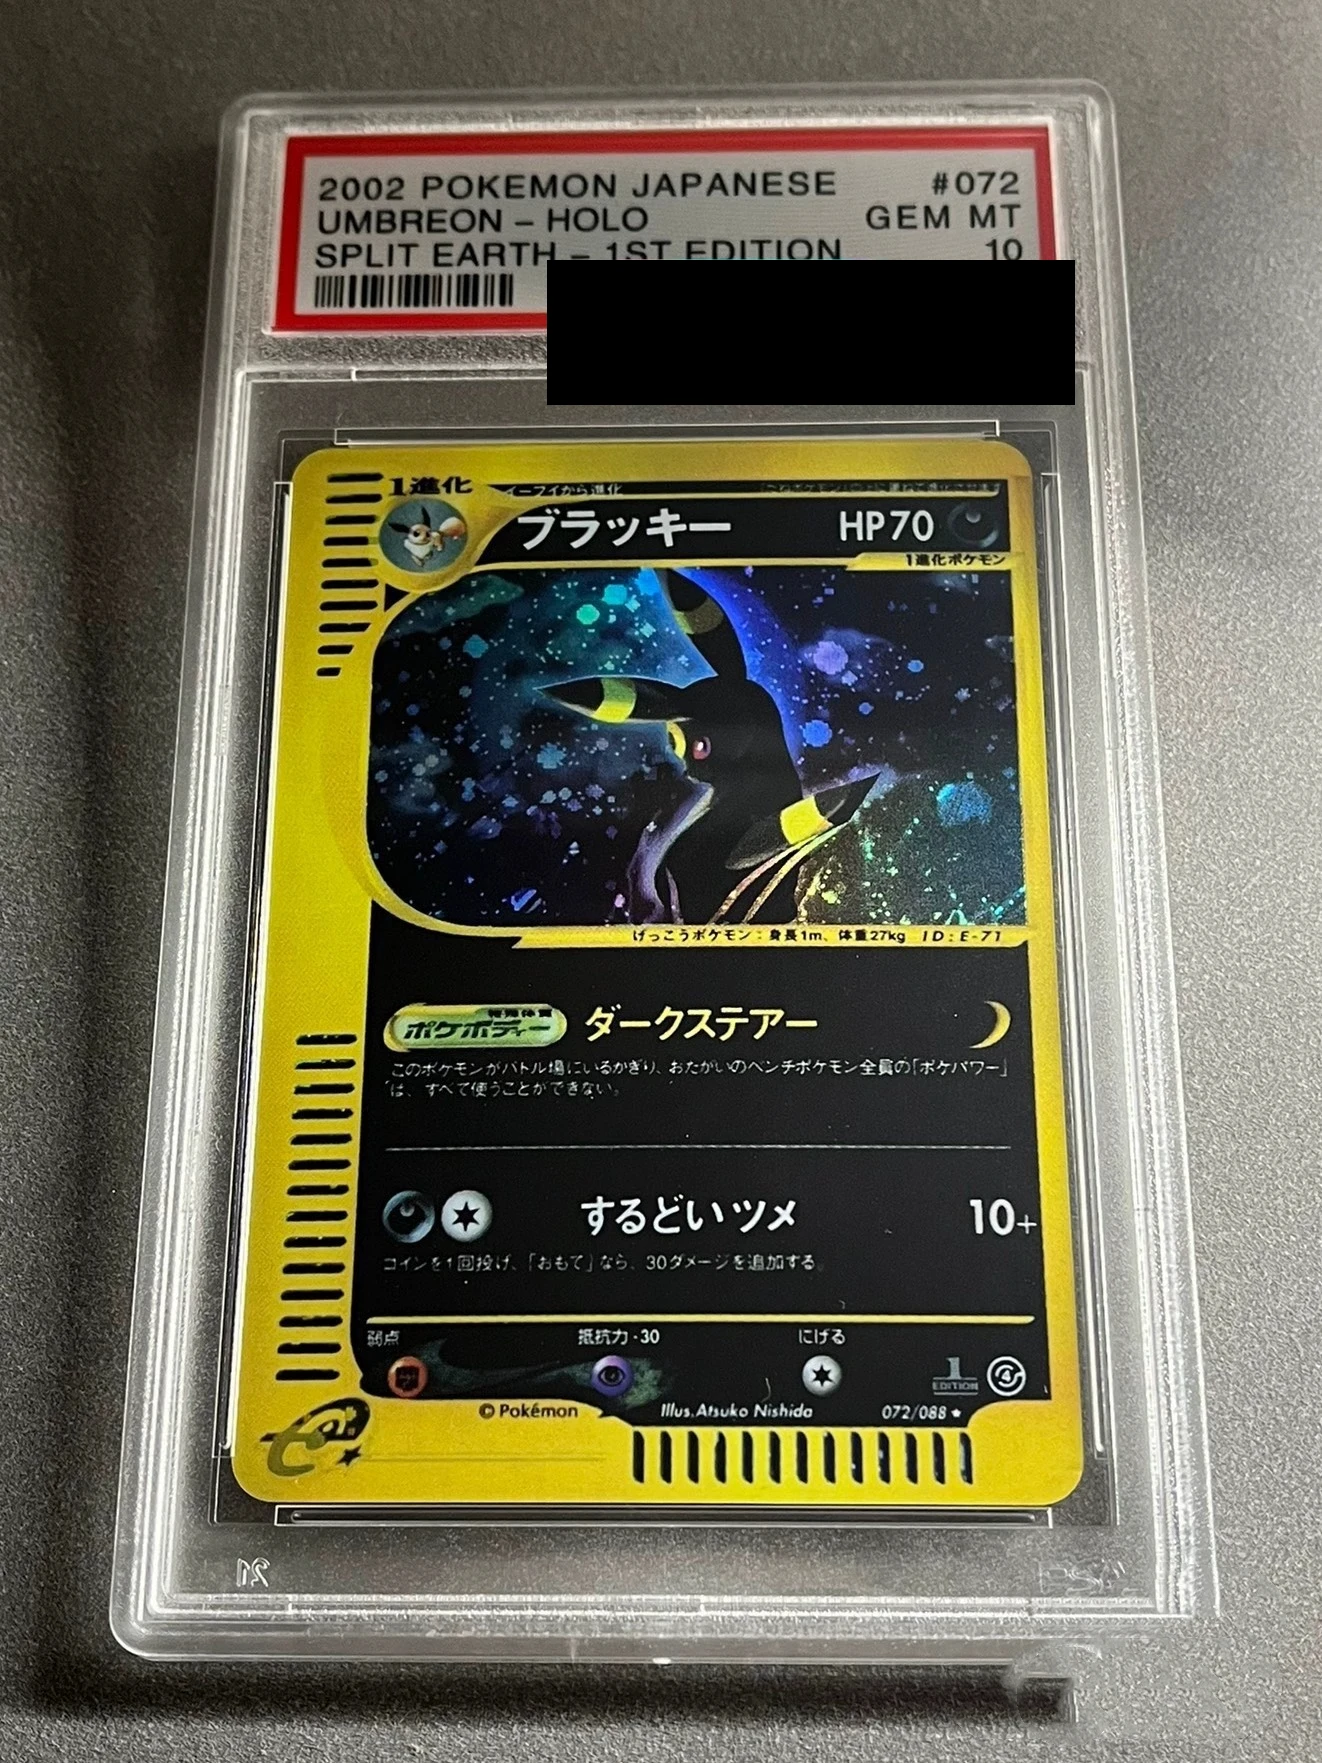 2002 POKEMON JAPANESE #072
UMBREON - HOLO GEM MT
SPLIT EARTH - 1ST EDITION 10
1進化 イーブイから進化
ブラッキー HP70
1進化ポケモン
げっこうポケモン：身長1m、体重27kg ID:E-71
特殊体質
ポケボディー ダークステアー
このポケモンがバトル場にいるかぎり、おたがいのベンチポケモン全員の「ポケパワー」
は、すべて使うことができない。
するどいツメ 10+
コインを1回投げ、「おもて」なら、30ダメージを追加する。
弱点 抵抗力-30 にげる
1 EDITION
©Pokémon Illus.Atsuko Nishida 072/088★
21 PSA